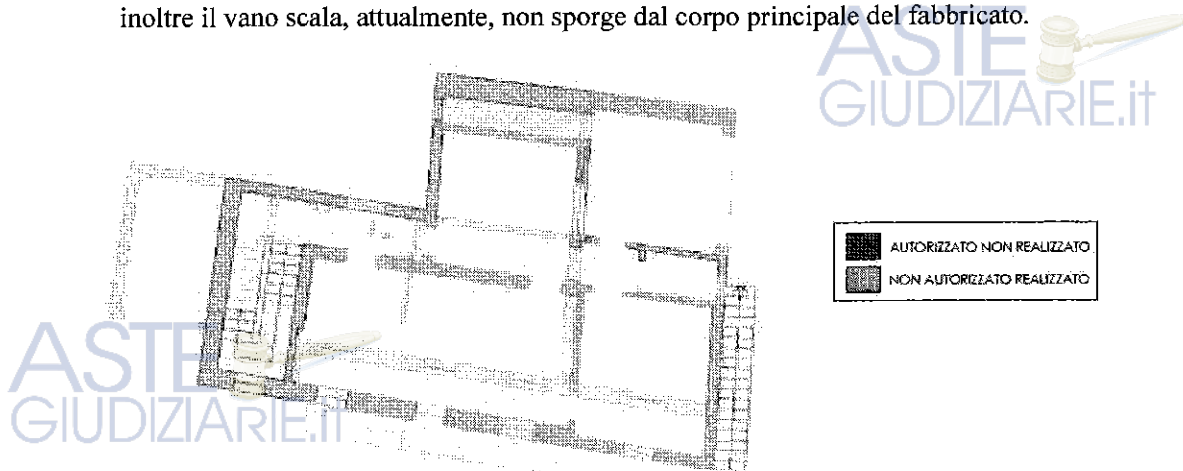 inoltre il vano scala, attualmente, non sporge dal corpo principale del fabbricato.
ASTE
GIUDIZIARIE.it
AUTORIZZATO NON REALIZZATO
NON AUTORIZZATO REALIZZATO
ASTE
GIUDIZIARIE.it